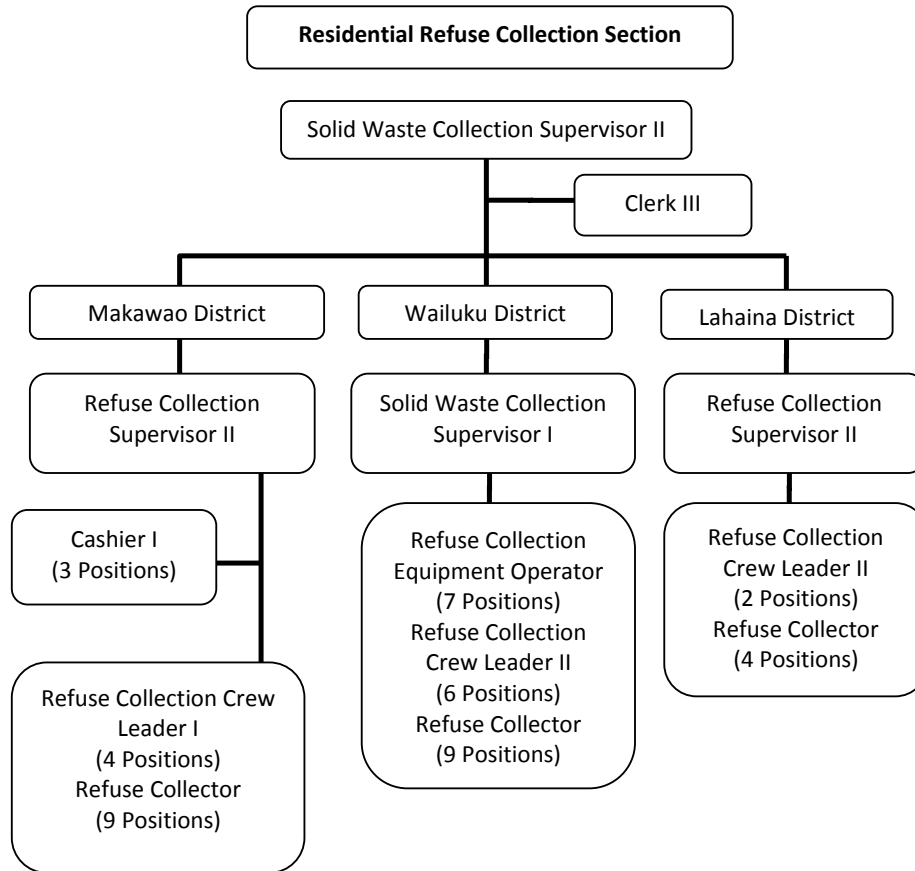 Residential Refuse Collection Section
Solid Waste Collection Supervisor II
Clerk III
Makawao District
Wailuku District
Lahaina District
Refuse Collection
Supervisor II
Solid Waste Collection
Supervisor I
Refuse Collection
Supervisor II
Cashier I
(3 Positions)
Refuse Collection Crew
Leader I
(4 Positions)
Refuse Collector
(9 Positions)
Refuse Collection
Equipment Operator
(7 Positions)
Refuse Collection
Crew Leader II
(6 Positions)
Refuse Collector
(9 Positions)
Refuse Collection
Crew Leader II
(2 Positions)
Refuse Collector
(4 Positions)